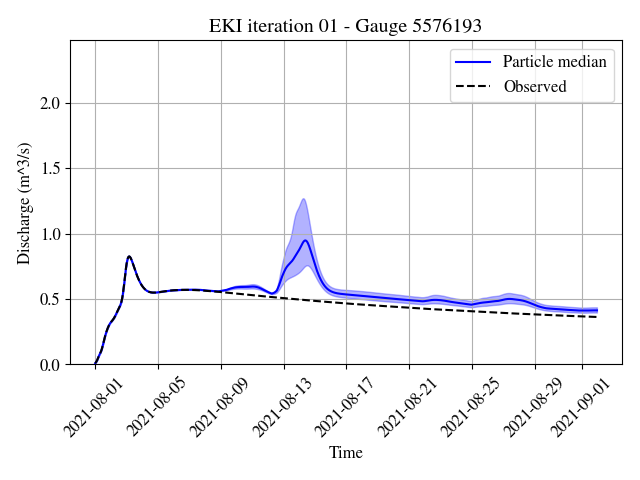 EKI iteration 01 - Gauge 5576193
Particle median
Observed
Discharge (m^3/s)
2.0
1.5
1.0
0.5
0.0
2021-08-01
2021-08-05
2021-08-09
2021-08-13
2021-08-17
2021-08-21
2021-08-25
2021-08-29
2021-09-01
Time